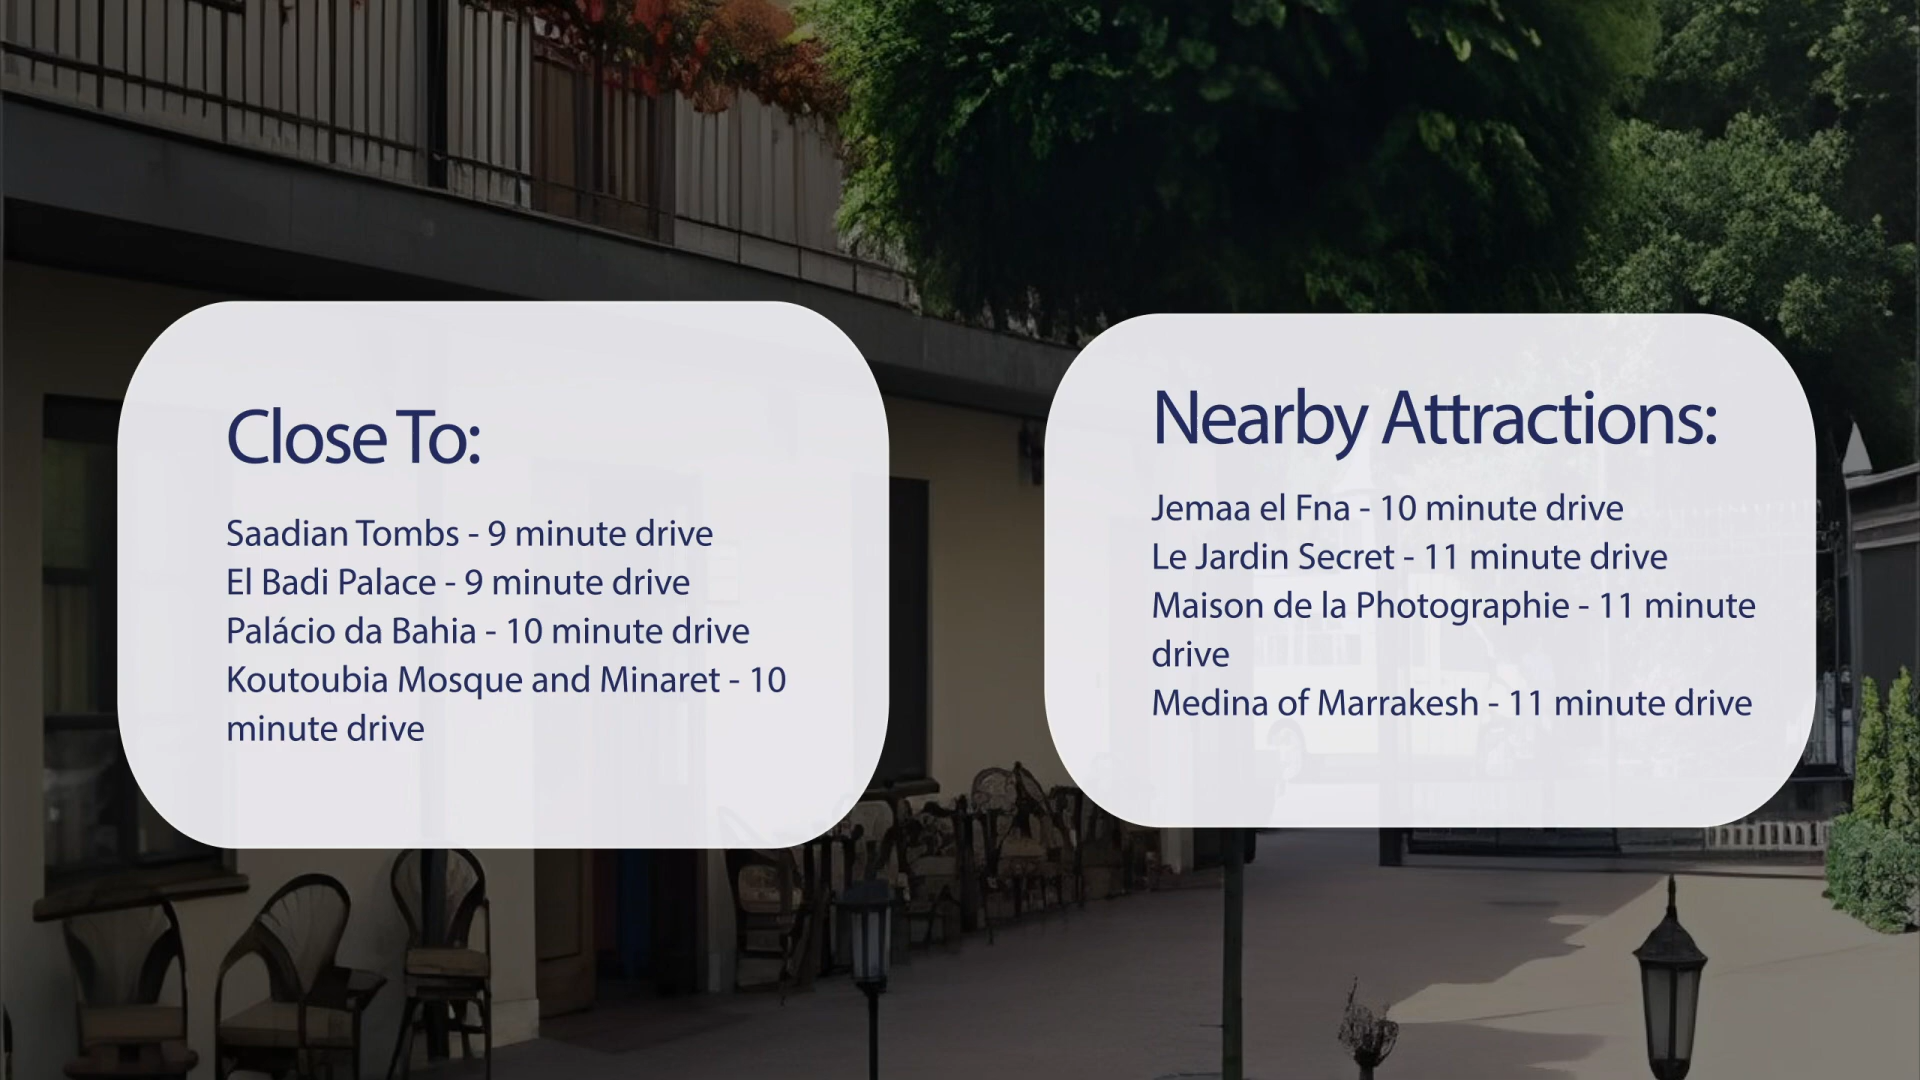 Close To:
Saadian Tombs - 9 minute drive
El Badi Palace - 9 minute drive
Palácio da Bahia - 10 minute drive
Koutoubia Mosque and Minaret - 10
minute drive
Nearby Attractions:
Jemaa el Fna - 10 minute drive
Le Jardin Secret - 11 minute drive
Maison de la Photographie - 11 minute
drive
Medina of Marrakesh - 11 minute drive